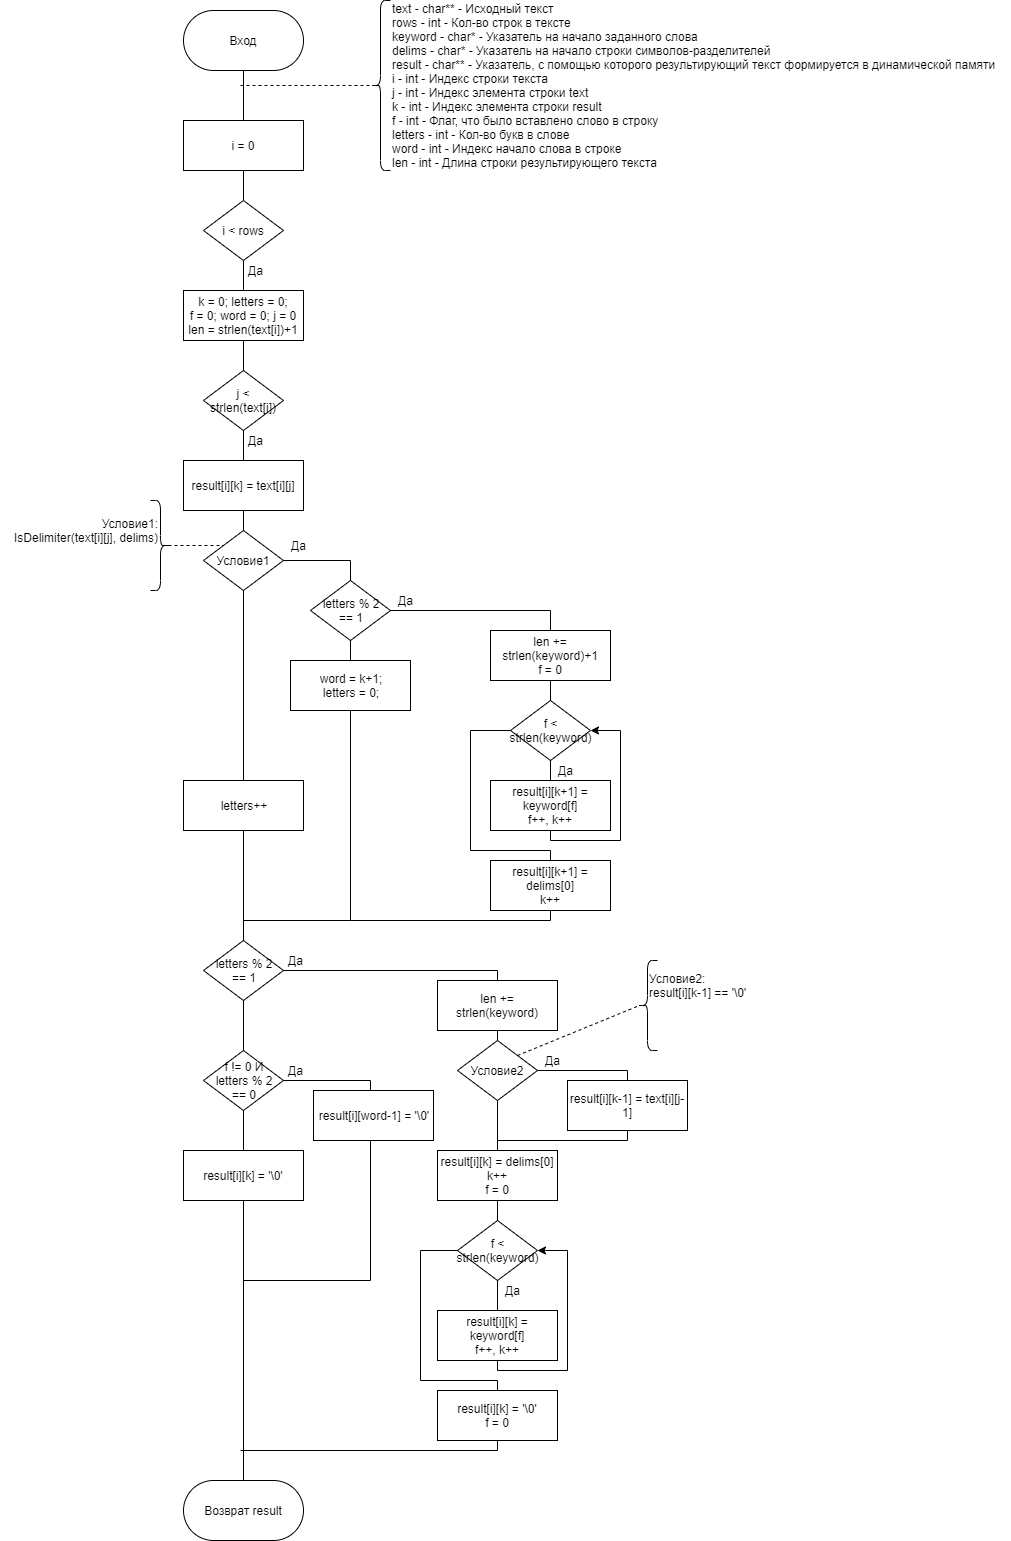 Вход
text - char** - Исходный текст
rows - int - Кол-во строк в тексте
keyword - char* - Указатель на начало заданного слова
delims - char* - Указатель на начало строки символов-разделителей
result - char** - Указатель, с помощью которого результирующий текст формируется в динамической памяти
i - int - Индекс строки текста
j - int - Индекс элемента строки text
k - int - Индекс элемента строки result
f - int - Флаг, что было вставлено слово в строку
letters - int - Кол-во букв в слове
word - int - Индекс начало слова в строке
len - int - Длина строки результирующего текста
i = 0
i < rows
Да
k = 0; letters = 0;
f = 0; word = 0; j = 0
len = strlen(text[i])+1
j <
strlen(text[i])
Да
result[i][k] = text[i][j]
Условие1:
IsDelimiter(text[i][j], delims)
Условие1
Да
letters % 2
== 1
Да
len +=
strlen(keyword)+1
f = 0
word = k+1;
letters = 0;
f <
strlen(keyword)
Да
result[i][k+1] =
keyword[f]
f++, k++
letters++
result[i][k+1] =
delims[0]
k++
letters % 2
== 1
Да
len +=
strlen(keyword)
Условие2:
result[i][k-1] == '\0'
Условие2
Да
result[i][k-1] = text[i][j-
1]
f != 0 И
letters % 2
== 0
Да
result[i][word-1] = '\0'
result[i][k] = '\0'
result[i][k] = delims[0]
k++
f = 0
f <
strlen(keyword)
Да
result[i][k] =
keyword[f]
f++, k++
result[i][k] = '\0'
f = 0
Возврат result